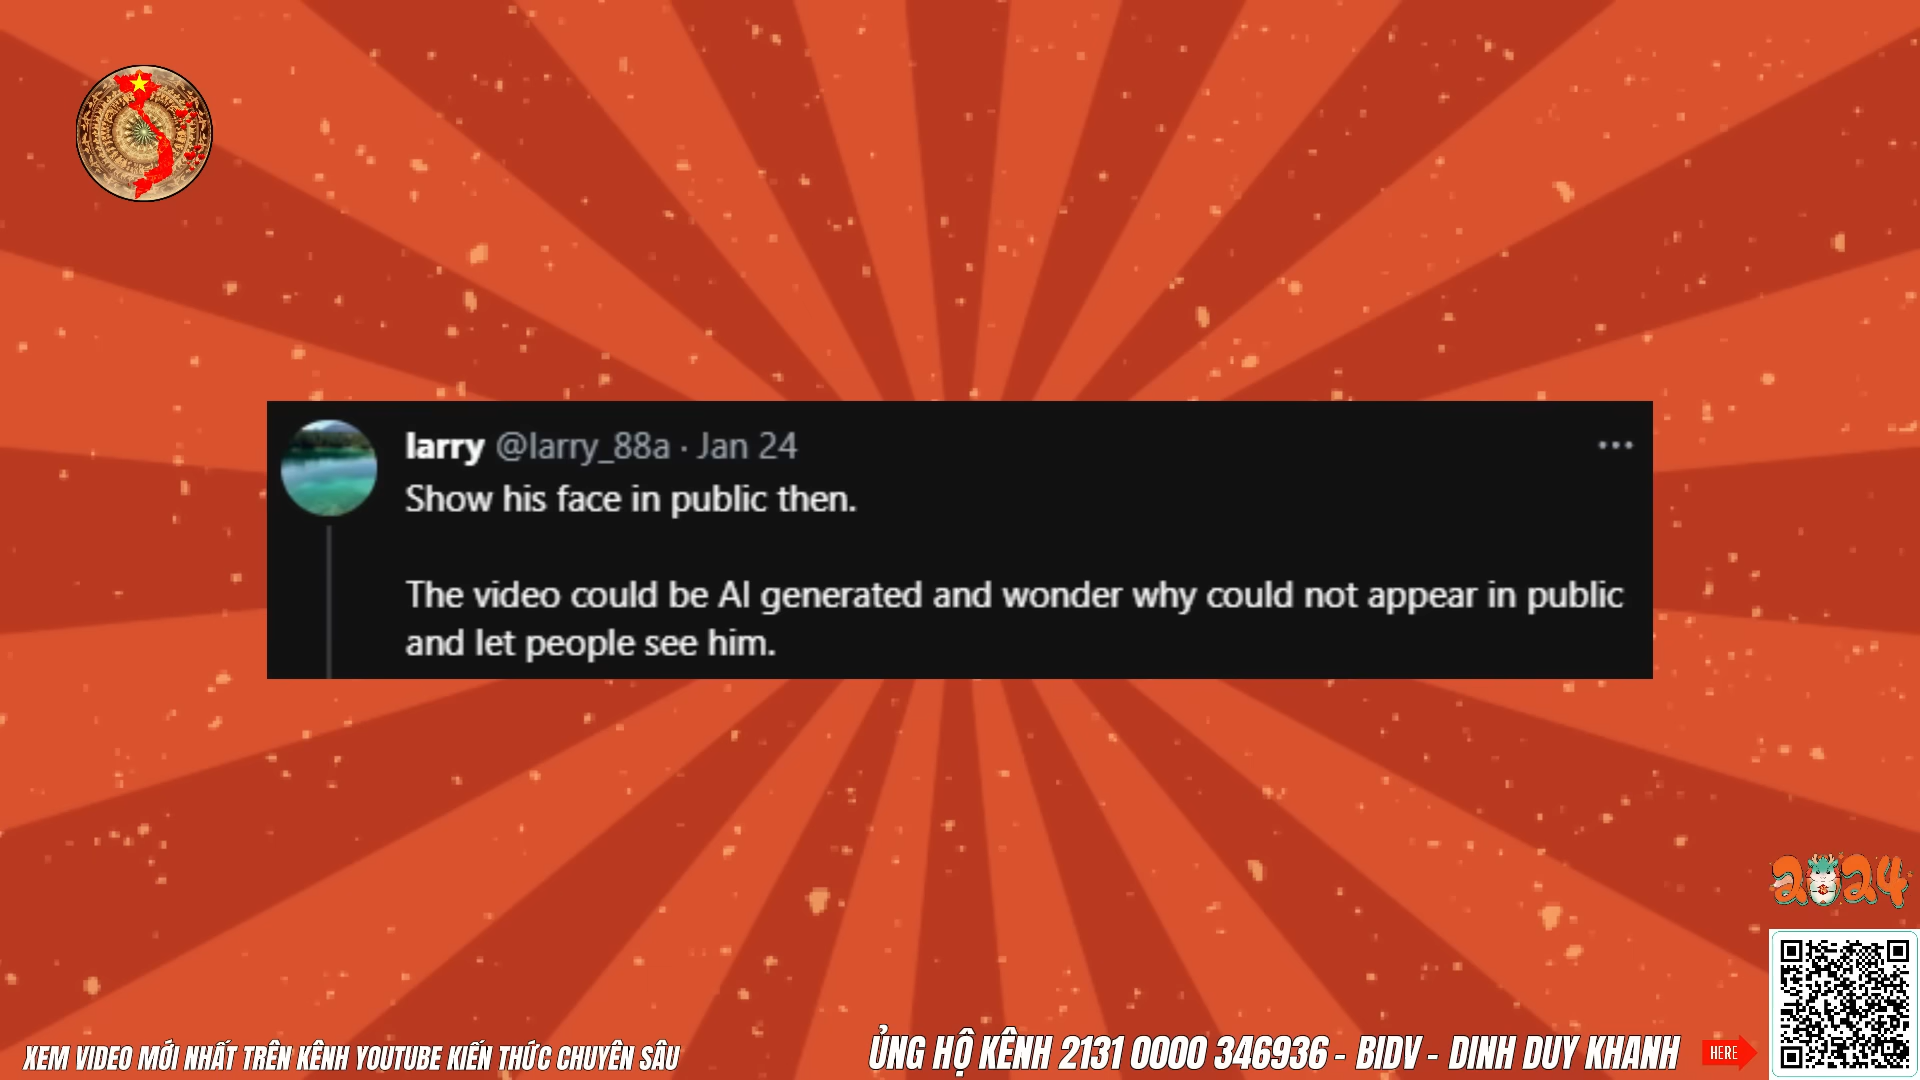 larry @larry_88a · Jan 24
Show his face in public then.
The video could be AI generated and wonder why could not appear in public
and let people see him.
2024
XEM VIDEO MỚI NHẤT TRÊN KÊNH YOUTUBE KIẾN THỨC CHUYÊN SÂU
ỦNG HỘ KÊNH 2131 0000 346936 - BIDV - DINH DUY KHANH
HERE